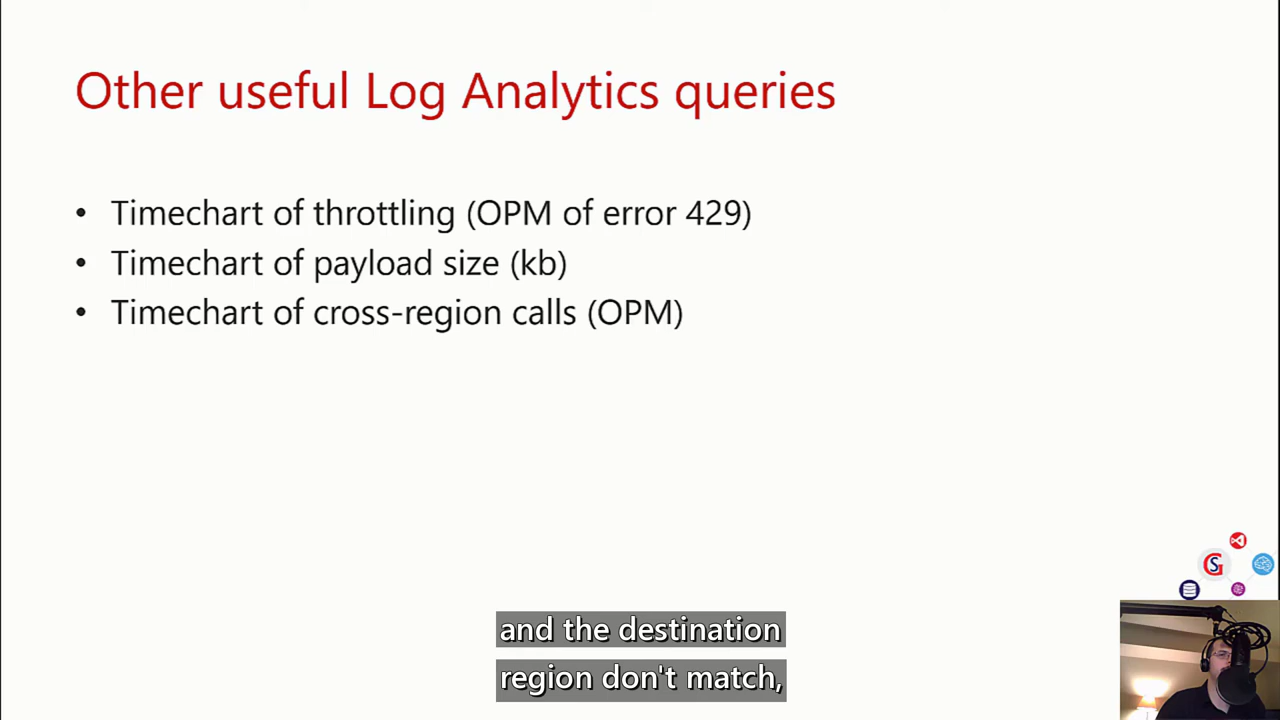 Other useful Log Analytics queries
• Timechart of throttling (OPM of error 429)
• Timechart of payload size (kb)
• Timechart of cross-region calls (OPM)
SG
and the destination
region don't match,